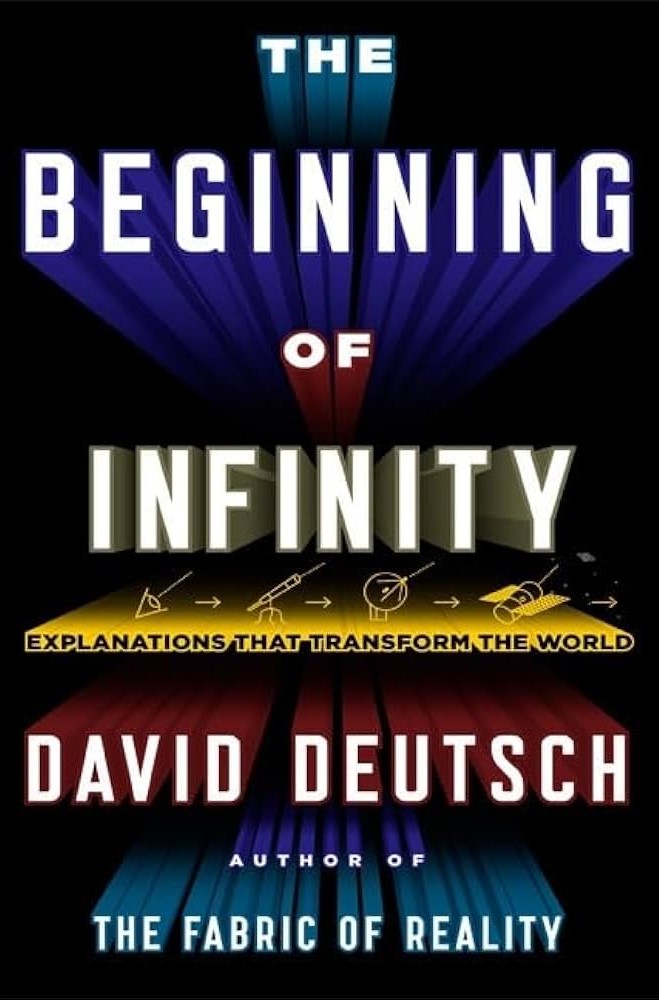 THE
BEGINNING
OF
INFINITY
EXPLANATIONS THAT TRANSFORM THE WORLD
DAVID DEUTSCH
AUTHOR OF
THE FABRIC OF REALITY